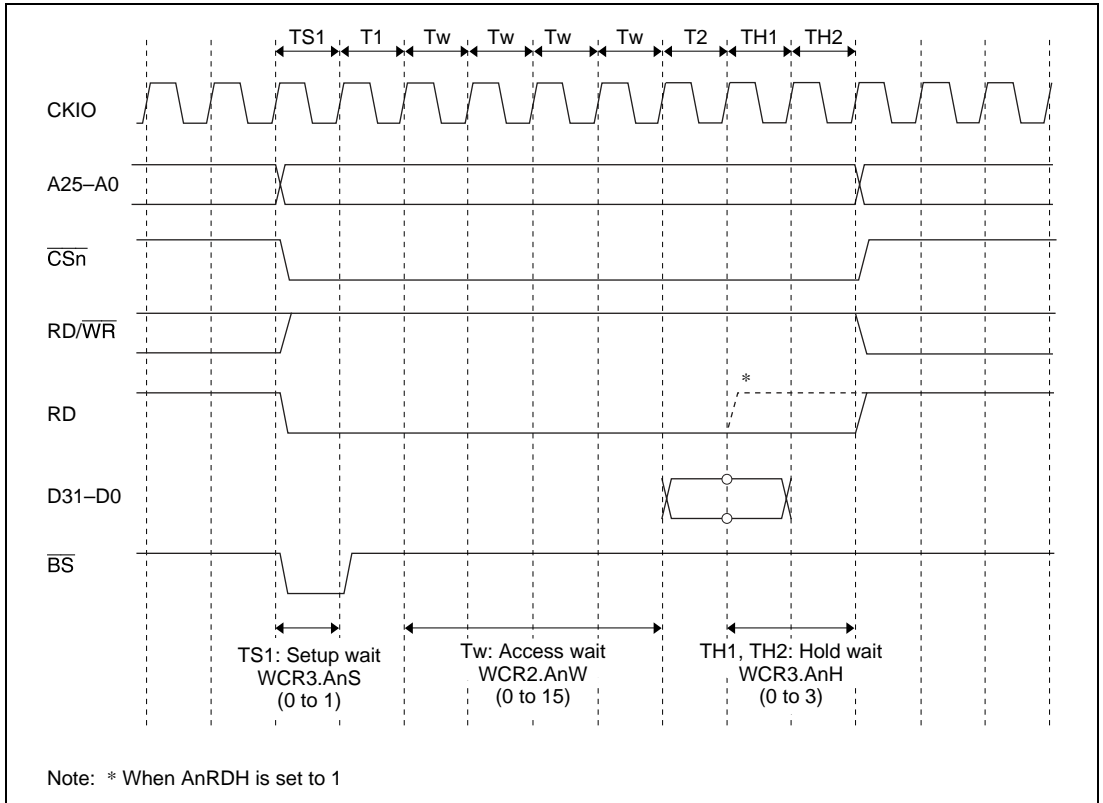 TS1 T1 Tw Tw Tw Tw T2 TH1 TH2
CKIO
A25–A0
CSn
RD/WR
*
RD
D31–D0
BS
TS1: Setup wait
WCR3.AnS
(0 to 1)
Tw: Access wait
WCR2.AnW
(0 to 15)
TH1, TH2: Hold wait
WCR3.AnH
(0 to 3)
Note: * When AnRDH is set to 1